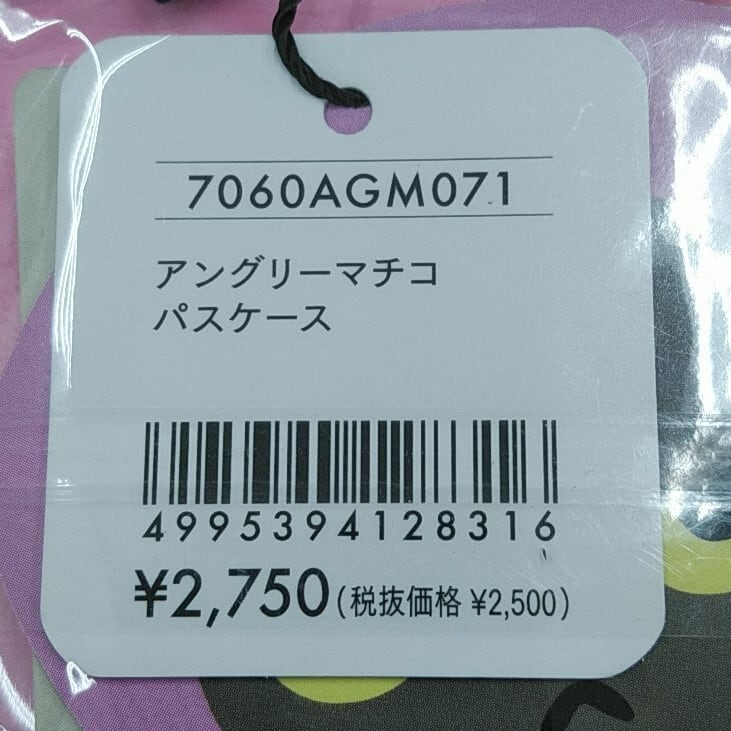 7060AGM071
アングリーマチコ
パスケース
4995394128316
¥2,750(税抜価格 ¥2,500)